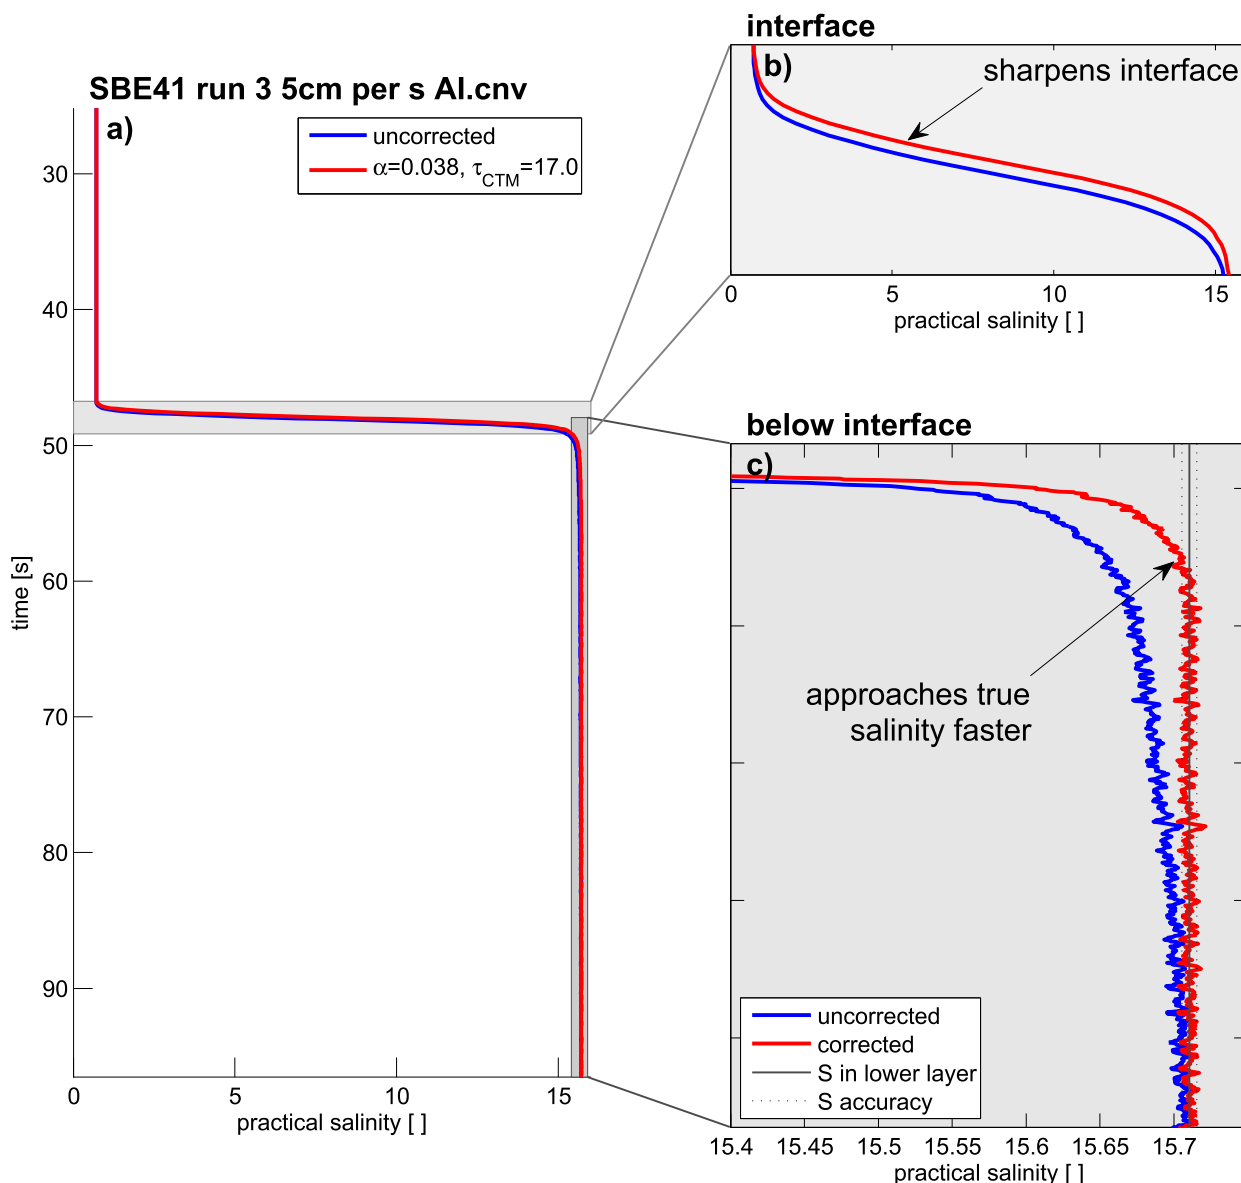 SBE41 run 3 5cm per s Al.cnv
a)
uncorrected
α=0.038, τCTM=17.0
30
40
50
60
70
80
90
time [s]
0 5 10 15
practical salinity [ ]
interface
b)
sharpens interface
0 5 10 15
practical salinity [ ]
below interface
c)
approaches true
salinity faster
uncorrected
corrected
S in lower layer
S accuracy
15.4 15.45 15.5 15.55 15.6 15.65 15.7
practical salinity [ ]